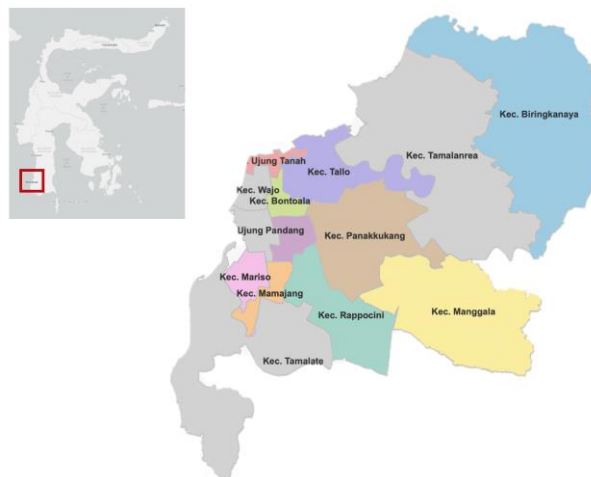 Kec. Biringkanaya
. Ujung Tanah
Kec. Tallo
Kec. Tamalanrea
Kec. Wajo
Kec. Bontoala
Ujung Pandang
Kec. Panakkukang
Kec. Mariso
Kec. Mamajang
Kec. Manggala
Kec. Rappocini
Kec. Tamalate